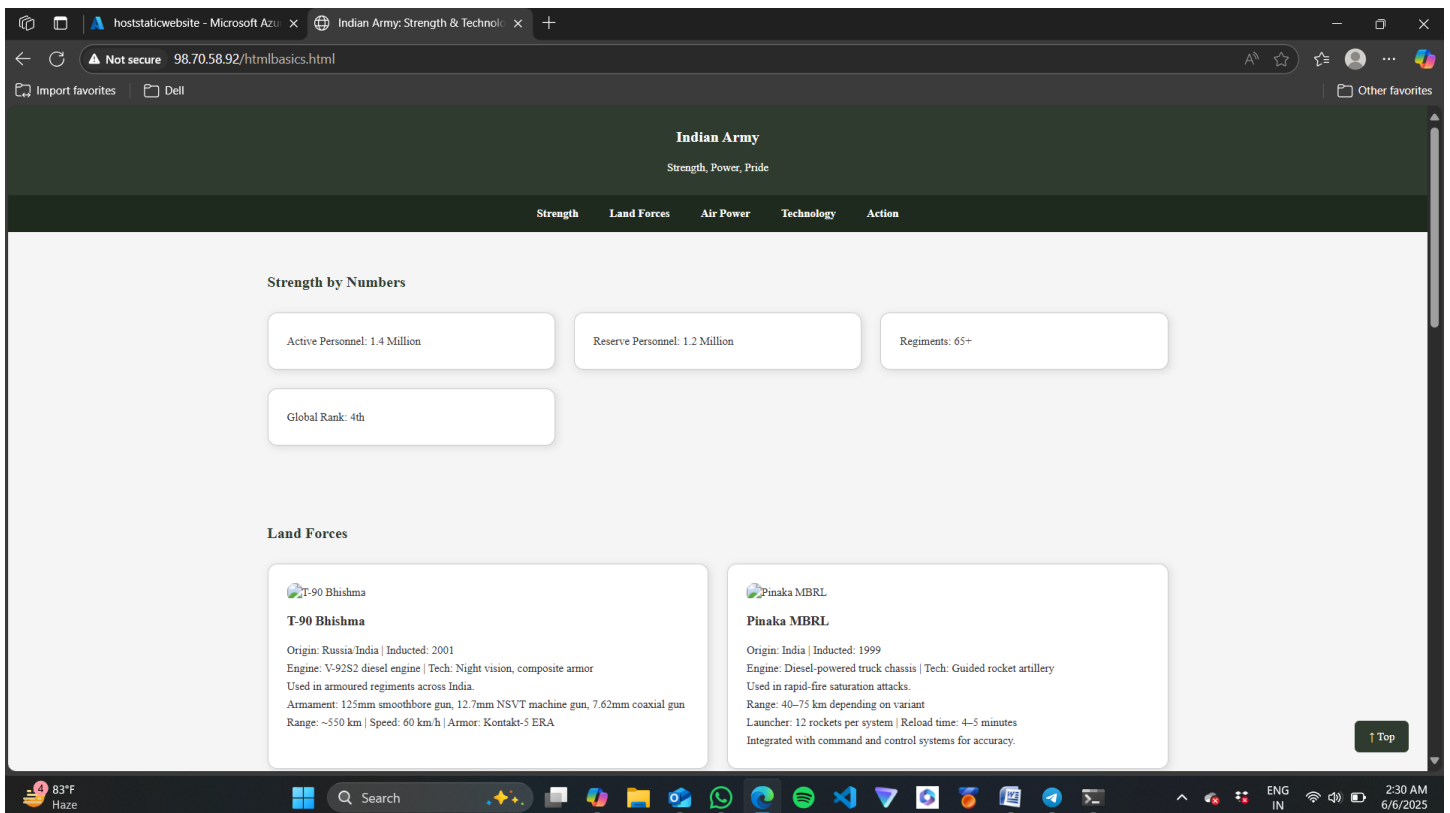 hoststaticwebsite - Microsoft Azu
Indian Army: Strength & Technolo
Not secure 98.70.58.92/htmlbasics.html
Import favorites Dell Other favorites
Indian Army
Strength, Power, Pride
Strength Land Forces Air Power Technology Action
Strength by Numbers
Active Personnel: 1.4 Million
Reserve Personnel: 1.2 Million
Regiments: 65+
Global Rank: 4th
Land Forces
T-90 Bhishma
T-90 Bhishma
Origin: Russia/India | Inducted: 2001
Engine: V-92S2 diesel engine | Tech: Night vision, composite armor
Used in armoured regiments across India.
Armament: 125mm smoothbore gun, 12.7mm NSVT machine gun, 7.62mm coaxial gun
Range: ~550 km | Speed: 60 km/h | Armor: Kontakt-5 ERA
Pinaka MBRL
Pinaka MBRL
Origin: India | Inducted: 1999
Engine: Diesel-powered truck chassis | Tech: Guided rocket artillery
Used in rapid-fire saturation attacks.
Range: 40–75 km depending on variant
Launcher: 12 rockets per system | Reload time: 4–5 minutes
Integrated with command and control systems for accuracy.
↑ Top
4
83°F
Haze
Search
ENG
IN
2:30 AM
6/6/2025